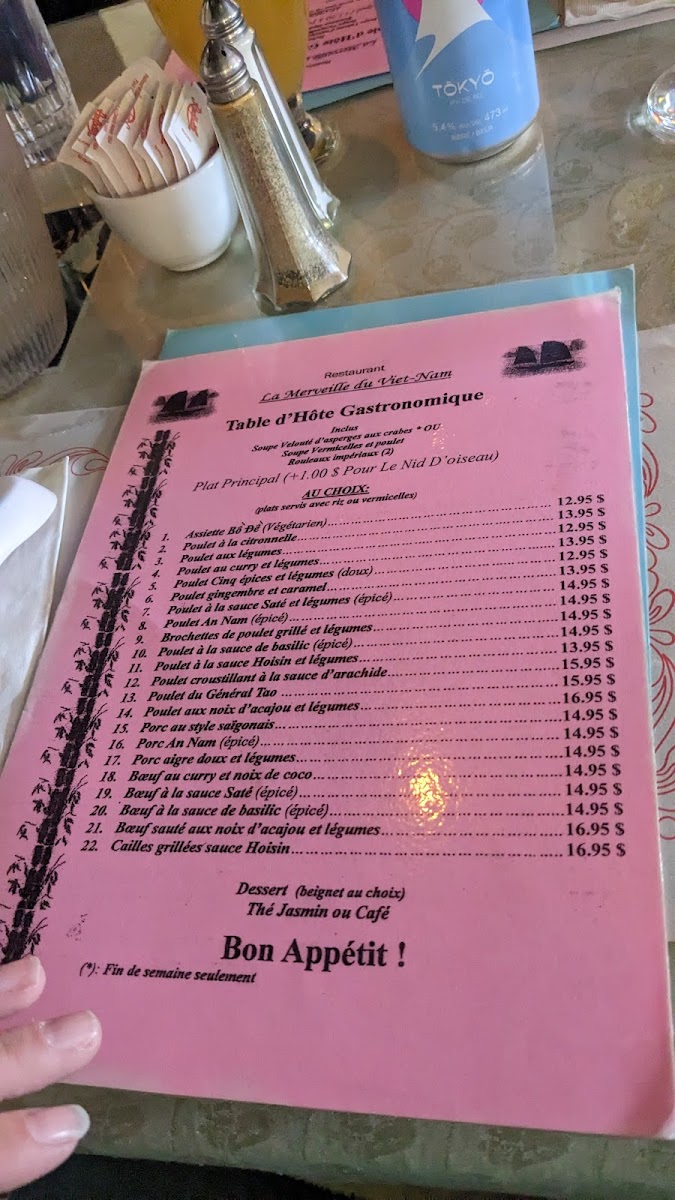 TŌKYŌ
5.4% ALC./VOL. 473 ml
BIÈRE / BEER
Restaurant
La Merveille du Viet-Nam
Table d'Hôte Gastronomique
Inclus
Soupe Velouté d'asperges aux crabes * OU
Soupe Vermicelles et poulet
Rouleaux impériaux (2)
Plat Principal (+1.00 $ Pour Le Nid D'oiseau)
AU CHOIX:
(plats servis avec riz ou vermicelles)
1. Assiette Bồ Đề (Végétarien) 12.95 $
2. Poulet à la citronnelle 13.95 $
3. Poulet aux légumes 12.95 $
4. Poulet au curry et légumes 13.95 $
5. Poulet Cinq épices et légumes (doux) 12.95 $
6. Poulet gingembre et caramel 13.95 $
7. Poulet à la sauce Saté et légumes (épicé) 14.95 $
8. Poulet An Nam (épicé) 14.95 $
9. Brochettes de poulet grillé et légumes 14.95 $
10. Poulet à la sauce de basilic (épicé) 14.95 $
11. Poulet à la sauce Hoisin et légumes 13.95 $
12. Poulet croustillant à la sauce d'arachide 15.95 $
13. Poulet du Général Tao 15.95 $
14. Poulet aux noix d'acajou et légumes 16.95 $
15. Porc au style saïgonais 14.95 $
16. Porc An Nam (épicé) 14.95 $
17. Porc aigre doux et légumes 14.95 $
18. Bœuf au curry et noix de coco 14.95 $
19. Bœuf à la sauce Saté (épicé) 14.95 $
20. Bœuf à la sauce de basilic (épicé) 14.95 $
21. Bœuf sauté aux noix d'acajou et légumes 16.95 $
22. Cailles grillées sauce Hoisin 16.95 $
Dessert (beignet au choix)
Thé Jasmin ou Café
Bon Appétit !
(*): Fin de semaine seulement